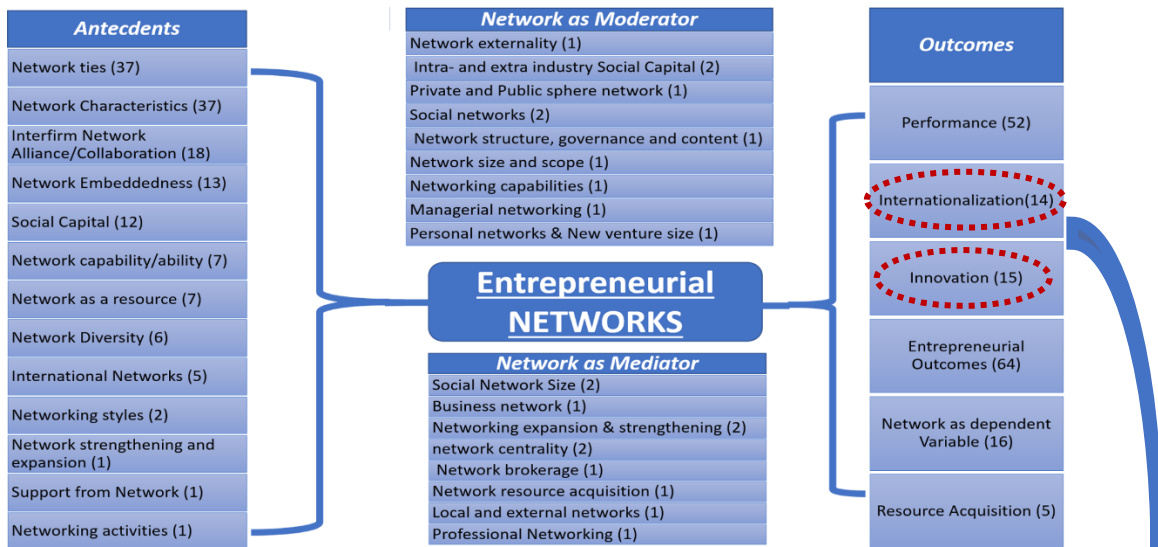 Antecdents
Network ties (37)
Network Characteristics (37)
Interfirm Network
Alliance/Collaboration (18)
Network Embeddedness (13)
Social Capital (12)
Network capability/ability (7)
Network as a resource (7)
Network Diversity (6)
International Networks (5)
Networking styles (2)
Network strengthening and
expansion (1)
Support from Network (1)
Networking activities (1)
Network as Moderator
Network externality (1)
Intra- and extra industry Social Capital (2)
Private and Public sphere network (1)
Social networks (2)
Network structure, governance and content (1)
Network size and scope (1)
Networking capabilities (1)
Managerial networking (1)
Personal networks & New venture size (1)
Entrepreneurial
NETWORKS
Network as Mediator
Social Network Size (2)
Business network (1)
Networking expansion & strengthening (2)
network centrality (2)
Network brokerage (1)
Network resource acquisition (1)
Local and external networks (1)
Professional Networking (1)
Outcomes
Performance (52)
Internationalization(14)
Innovation (15)
Entrepreneurial
Outcomes (64)
Network as dependent
Variable (16)
Resource Acquisition (5)